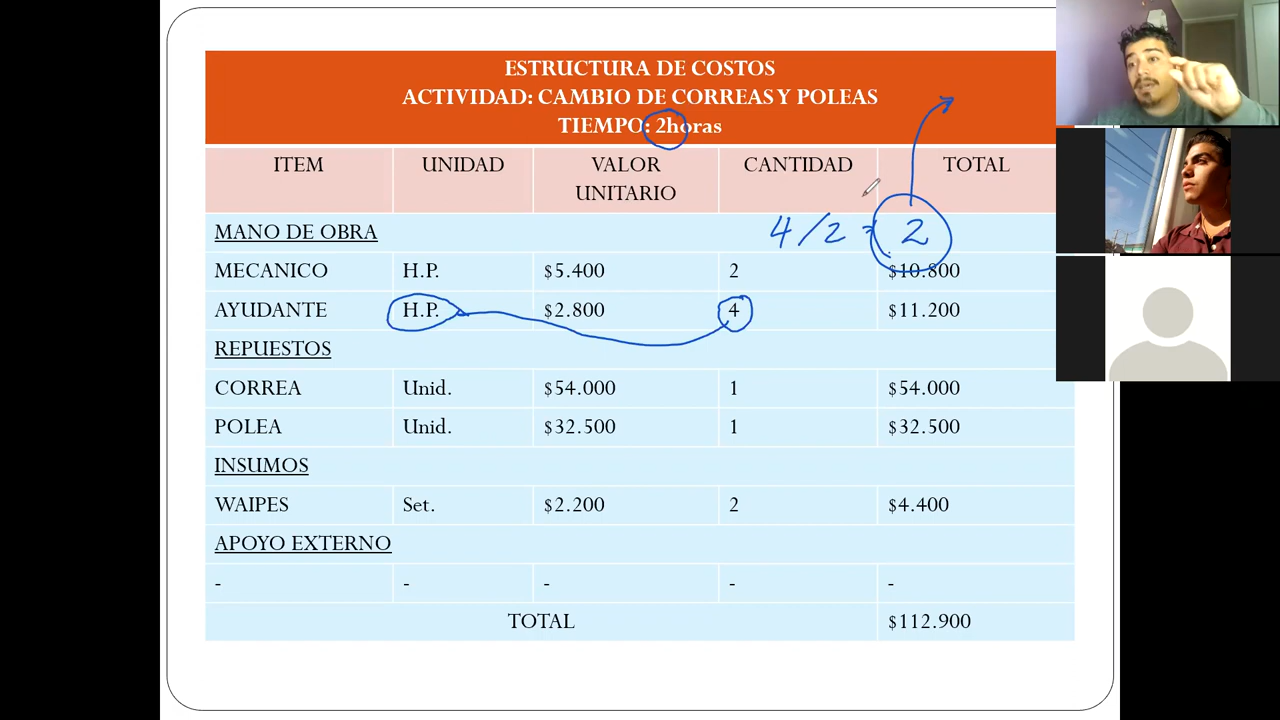 ESTRUCTURA DE COSTOS
ACTIVIDAD: CAMBIO DE CORREAS Y POLEAS
TIEMPO: 2horas
ITEM UNIDAD VALOR UNITARIO CANTIDAD TOTAL
MANO DE OBRA 4/2 = 2
MECANICO H.P. $5.400 2 $10.800
AYUDANTE H.P. $2.800 4 $11.200
REPUESTOS
CORREA Unid. $54.000 1 $54.000
POLEA Unid. $32.500 1 $32.500
INSUMOS
WAIPES Set. $2.200 2 $4.400
APOYO EXTERNO
- - - - -
TOTAL $112.900